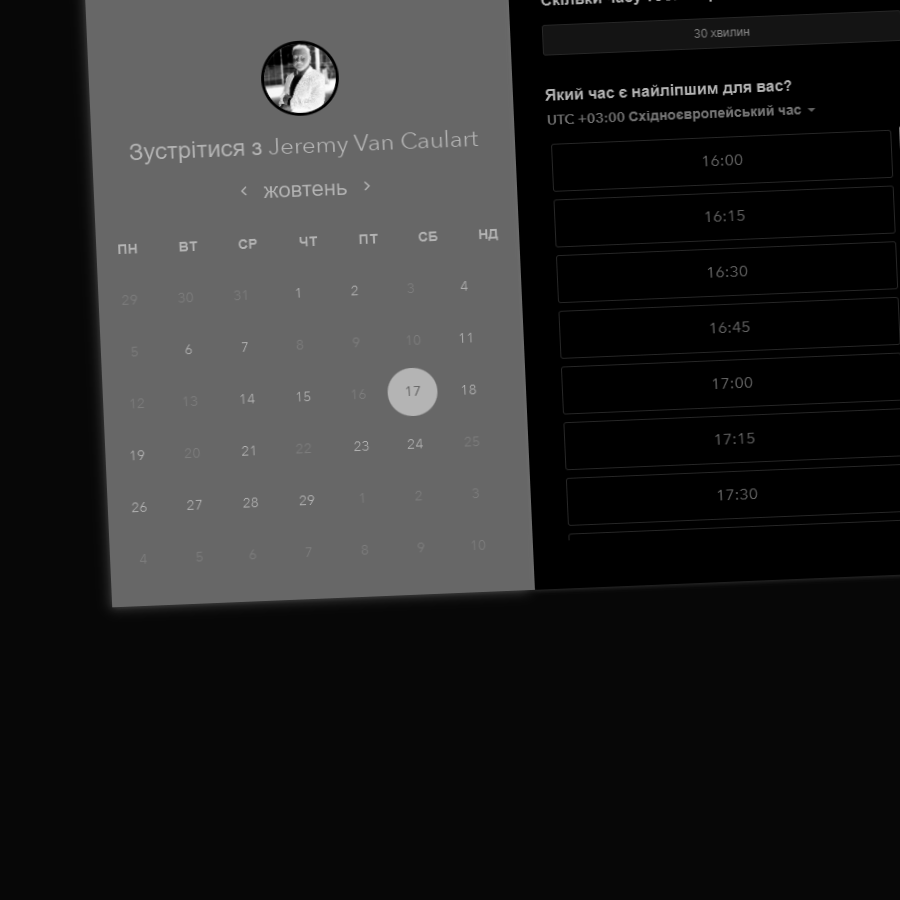 Зустрітися з Jeremy Van Caulart
жовтень
ПН ВТ СР ЧТ ПТ СБ НД
29 30 31 1 2 3 4
5 6 7 8 9 10 11
12 13 14 15 16 17 18
19 20 21 22 23 24 25
26 27 28 29 1 2 3
4 5 6 7 8 9 10
30 хвилин
Який час є найліпшим для вас?
UTC +03:00 Східноєвропейський час
16:00
16:15
16:30
16:45
17:00
17:15
17:30